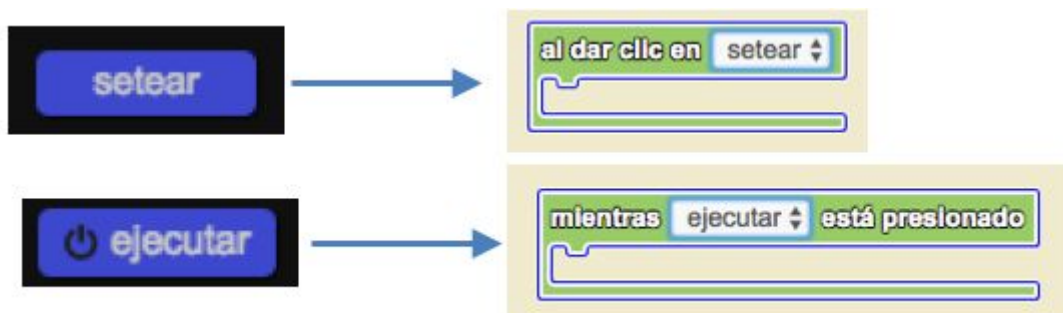 setear
al dar clic en setear
ejecutar
mientras ejecutar está presionado